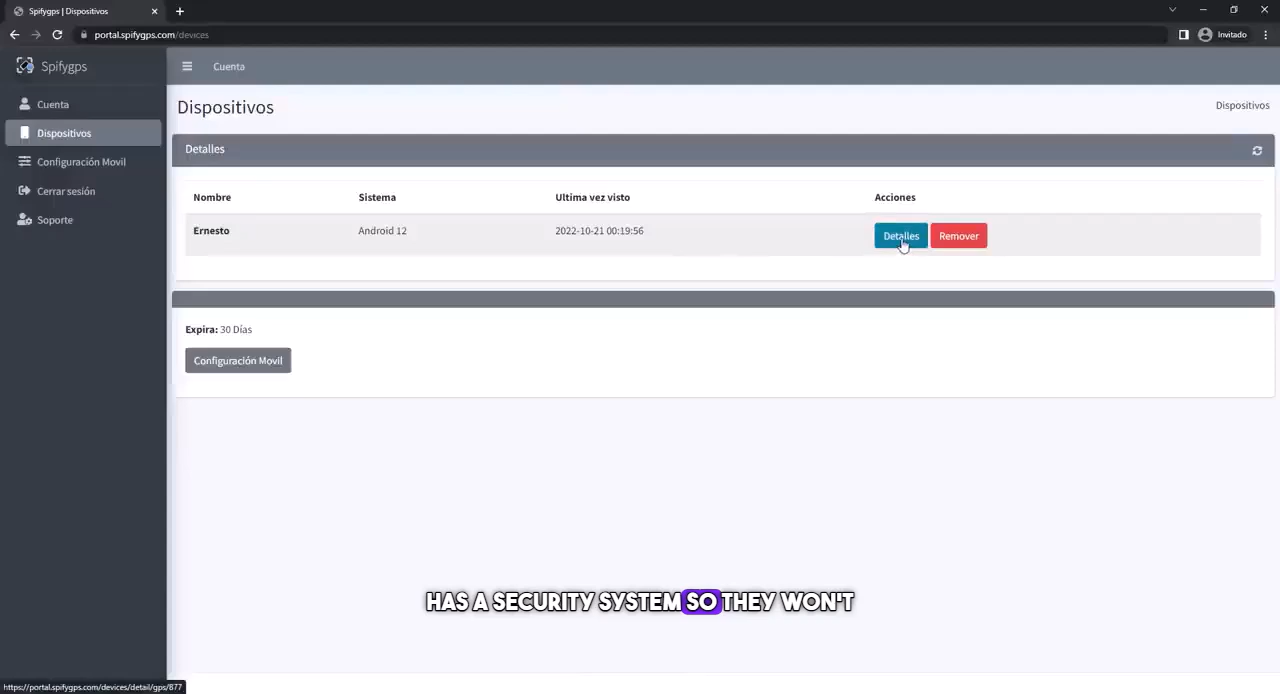 Spifygps | Dispositivos
portal.spifygps.com/devices
Invitado
Spifygps
Cuenta
Cuenta
Dispositivos
Configuración Movil
Cerrar sesión
Soporte
Dispositivos
Dispositivos
Detalles
Nombre Sistema Ultima vez visto Acciones
Ernesto Android 12 2022-10-21 00:19:56 Detalles Remover
Expira: 30 Días
Configuración Movil
HAS A SECURITY SYSTEM SO THEY WON'T
https://portal.spifygps.com/devices/detail/gps/877